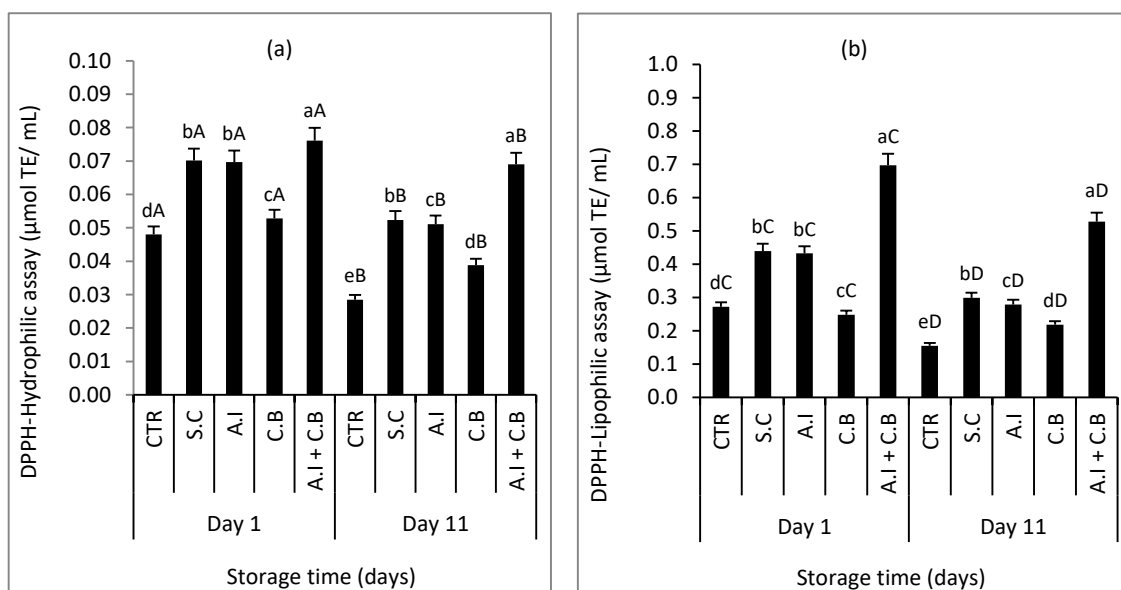 (a)
DPPH-Hydrophilic assay (µmol TE/ mL)
0.10
0.09
0.08
0.07
0.06
0.05
0.04
0.03
0.02
0.01
0.00
dA
bA
bA
cA
aA
eB
bB
cB
dB
aB
CTR
S.C
A.I
C.B
A.I + C.B
CTR
S.C
A.I
C.B
A.I + C.B
Day 1
Day 11
Storage time (days)
(b)
DPPH-Lipophilic assay (µmol TE/ mL)
1.0
0.9
0.8
0.7
0.6
0.5
0.4
0.3
0.2
0.1
0.0
dC
bC
bC
cC
aC
eD
bD
cD
dD
aD
CTR
S.C
A.I
C.B
A.I + C.B
CTR
S.C
A.I
C.B
A.I + C.B
Day 1
Day 11
Storage time (days)